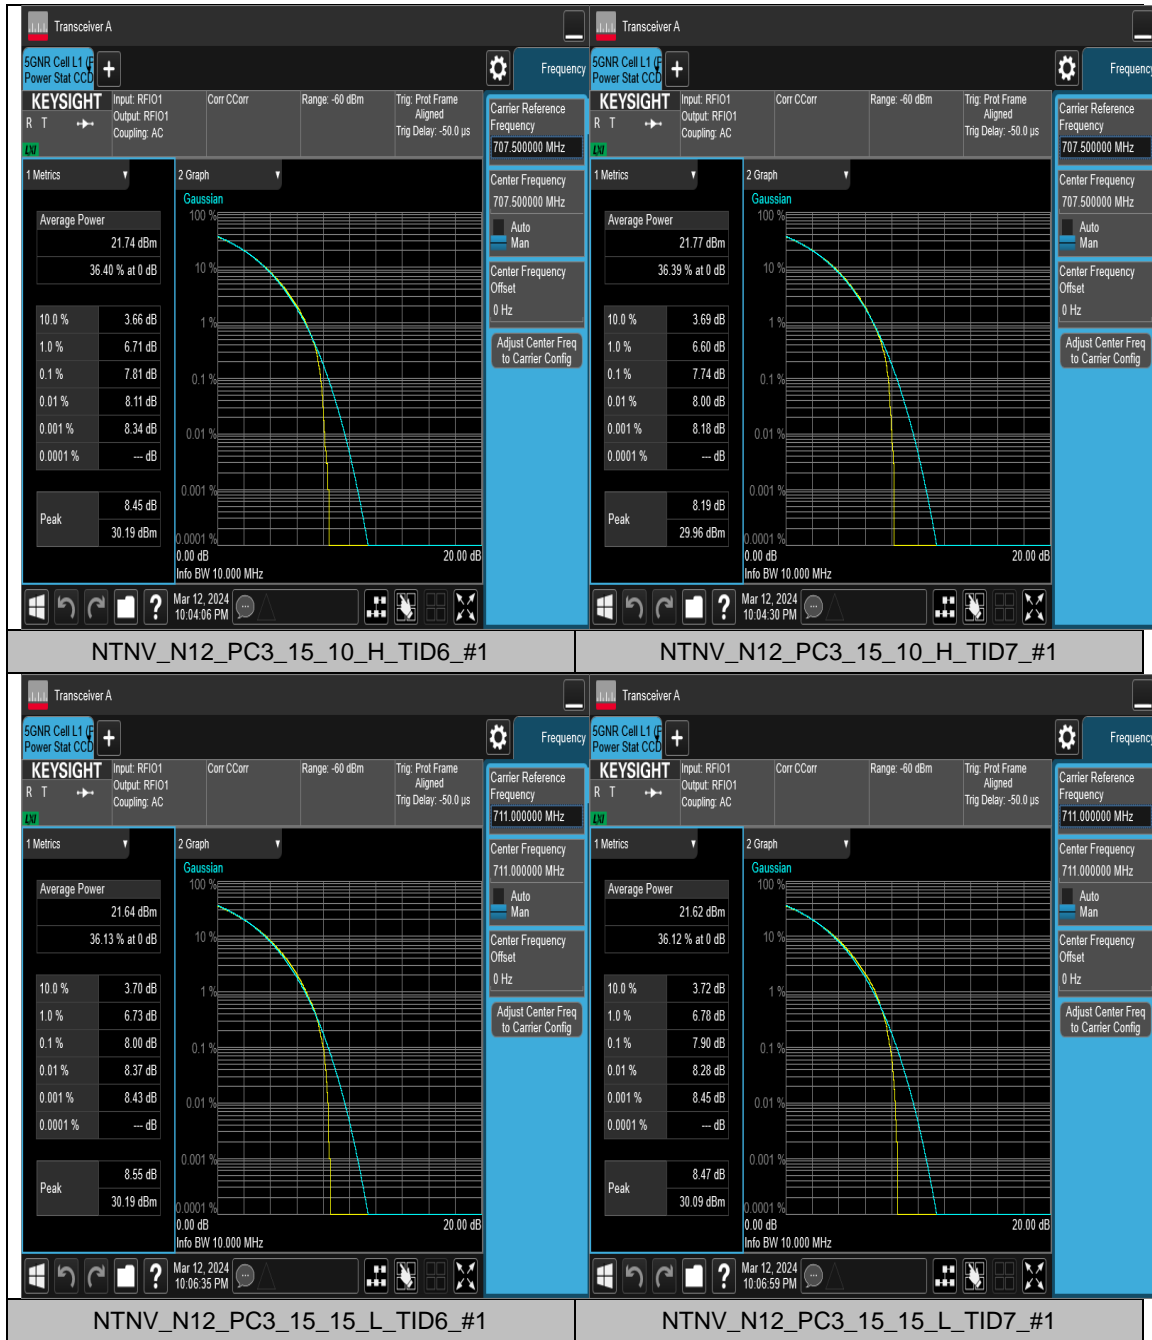 Transceiver A
5GNR Cell L1 (F
Power Stat CCD
+
Frequency
KEYSIGHT
R T
LXI
Input: RFIO1
Output: RFIO1
Coupling: AC
Corr CCorr
Range: -60 dBm
Trig: Prot Frame
Aligned
Trig Delay: -50.0 µs
Carrier Reference
Frequency
707.500000 MHz
Center Frequency
707.500000 MHz
Auto
Man
Center Frequency
Offset
0 Hz
Adjust Center Freq
to Carrier Config
1 Metrics
Average Power
21.74 dBm
36.40 % at 0 dB
10.0 % 3.66 dB
1.0 % 6.71 dB
0.1 % 7.81 dB
0.01 % 8.11 dB
0.001 % 8.34 dB
0.0001 % --- dB
Peak
8.45 dB
30.19 dBm
2 Graph
Gaussian
100 %
10 %
1 %
0.1 %
0.01 %
0.001 %
0.0001 %
0.00 dB 20.00 dB
Info BW 10.000 MHz
?
Mar 12, 2024
10:04:06 PM
Transceiver A
5GNR Cell L1 (F
Power Stat CCD
+
Frequency
KEYSIGHT
R T
LXI
Input: RFIO1
Output: RFIO1
Coupling: AC
Corr CCorr
Range: -60 dBm
Trig: Prot Frame
Aligned
Trig Delay: -50.0 µs
Carrier Reference
Frequency
707.500000 MHz
Center Frequency
707.500000 MHz
Auto
Man
Center Frequency
Offset
0 Hz
Adjust Center Freq
to Carrier Config
1 Metrics
Average Power
21.77 dBm
36.39 % at 0 dB
10.0 % 3.69 dB
1.0 % 6.60 dB
0.1 % 7.74 dB
0.01 % 8.00 dB
0.001 % 8.18 dB
0.0001 % --- dB
Peak
8.19 dB
29.96 dBm
2 Graph
Gaussian
100 %
10 %
1 %
0.1 %
0.01 %
0.001 %
0.0001 %
0.00 dB 20.00 dB
Info BW 10.000 MHz
?
Mar 12, 2024
10:04:30 PM
NTNV_N12_PC3_15_10_H_TID6_#1
NTNV_N12_PC3_15_10_H_TID7_#1
Transceiver A
5GNR Cell L1 (F
Power Stat CCD
+
Frequency
KEYSIGHT
R T
LXI
Input: RFIO1
Output: RFIO1
Coupling: AC
Corr CCorr
Range: -60 dBm
Trig: Prot Frame
Aligned
Trig Delay: -50.0 µs
Carrier Reference
Frequency
711.000000 MHz
Center Frequency
711.000000 MHz
Auto
Man
Center Frequency
Offset
0 Hz
Adjust Center Freq
to Carrier Config
1 Metrics
Average Power
21.64 dBm
36.13 % at 0 dB
10.0 % 3.70 dB
1.0 % 6.73 dB
0.1 % 8.00 dB
0.01 % 8.37 dB
0.001 % 8.43 dB
0.0001 % --- dB
Peak
8.55 dB
30.19 dBm
2 Graph
Gaussian
100 %
10 %
1 %
0.1 %
0.01 %
0.001 %
0.0001 %
0.00 dB 20.00 dB
Info BW 10.000 MHz
?
Mar 12, 2024
10:06:35 PM
Transceiver A
5GNR Cell L1 (F
Power Stat CCD
+
Frequency
KEYSIGHT
R T
LXI
Input: RFIO1
Output: RFIO1
Coupling: AC
Corr CCorr
Range: -60 dBm
Trig: Prot Frame
Aligned
Trig Delay: -50.0 µs
Carrier Reference
Frequency
711.000000 MHz
Center Frequency
711.000000 MHz
Auto
Man
Center Frequency
Offset
0 Hz
Adjust Center Freq
to Carrier Config
1 Metrics
Average Power
21.62 dBm
36.12 % at 0 dB
10.0 % 3.72 dB
1.0 % 6.78 dB
0.1 % 7.90 dB
0.01 % 8.28 dB
0.001 % 8.45 dB
0.0001 % --- dB
Peak
8.47 dB
30.09 dBm
2 Graph
Gaussian
100 %
10 %
1 %
0.1 %
0.01 %
0.001 %
0.0001 %
0.00 dB 20.00 dB
Info BW 10.000 MHz
?
Mar 12, 2024
10:06:59 PM
NTNV_N12_PC3_15_15_L_TID6_#1
NTNV_N12_PC3_15_15_L_TID7_#1